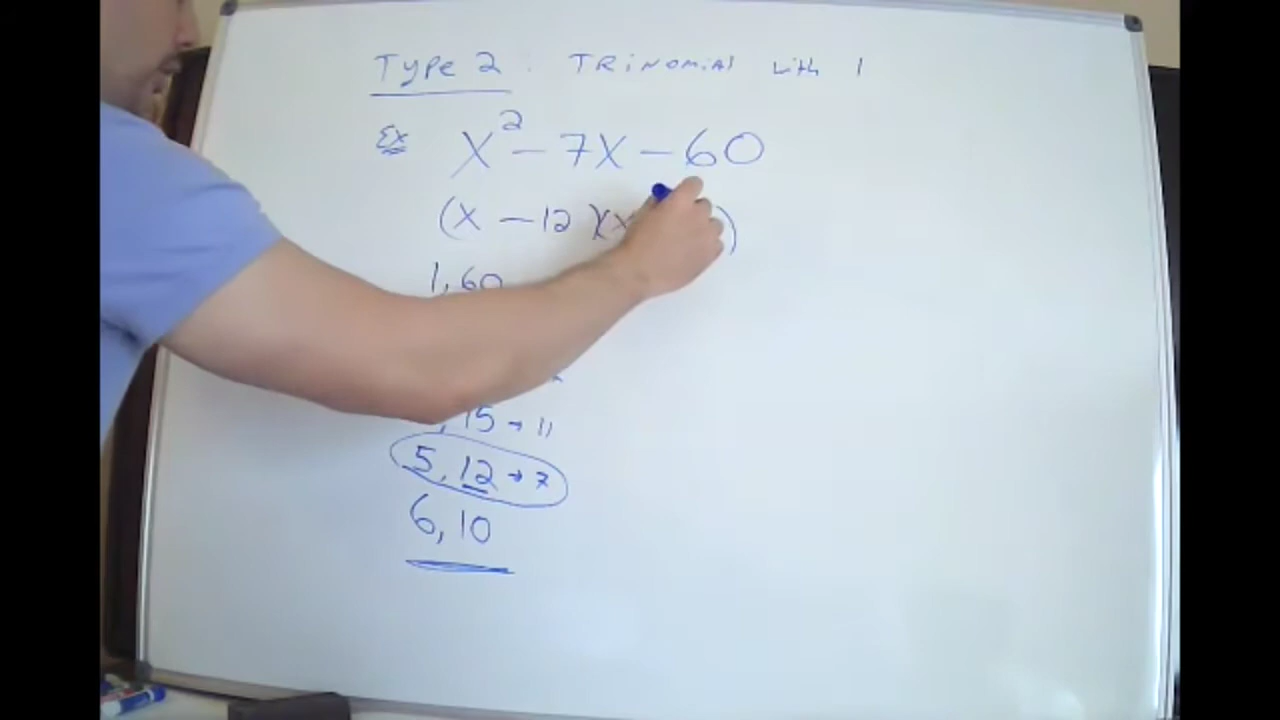 Type 2 : TRINOMIAL with 1
Ex x² - 7x - 60
(x - 12)(x )
1, 60
15 → 11
5, 12 → 7
6, 10